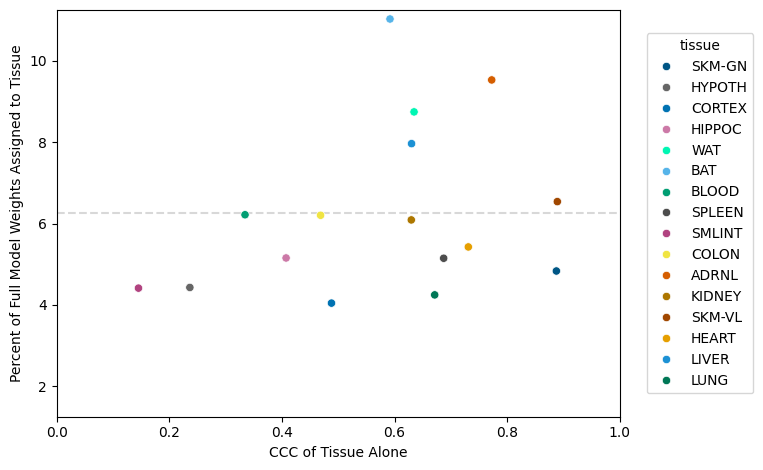 Percent of Full Model Weights Assigned to Tissue
10
8
6
4
2
0.0 0.2 0.4 0.6 0.8 1.0
CCC of Tissue Alone
tissue
SKM-GN
HYPOTH
CORTEX
HIPPOC
WAT
BAT
BLOOD
SPLEEN
SMLINT
COLON
ADRNL
KIDNEY
SKM-VL
HEART
LIVER
LUNG